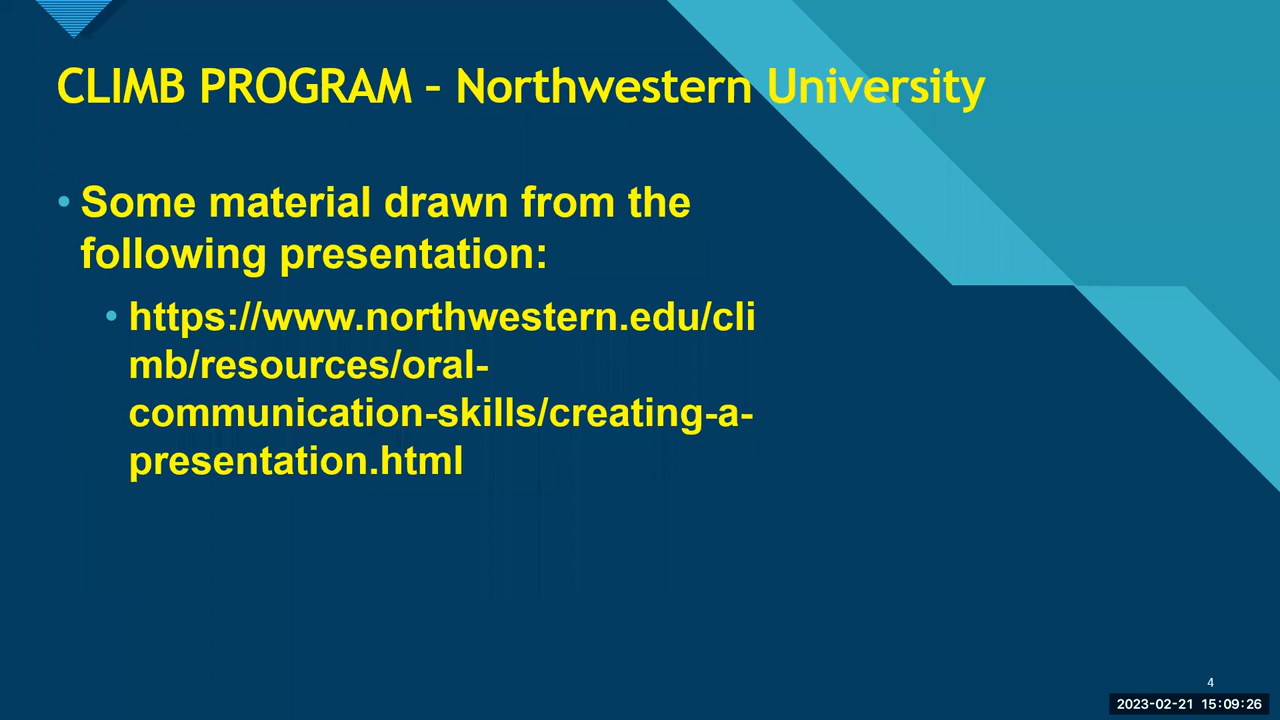 CLIMB PROGRAM – Northwestern University
• Some material drawn from the
following presentation:
• https://www.northwestern.edu/cli
mb/resources/oral-
communication-skills/creating-a-
presentation.html
4
2023-02-21 15:09:26